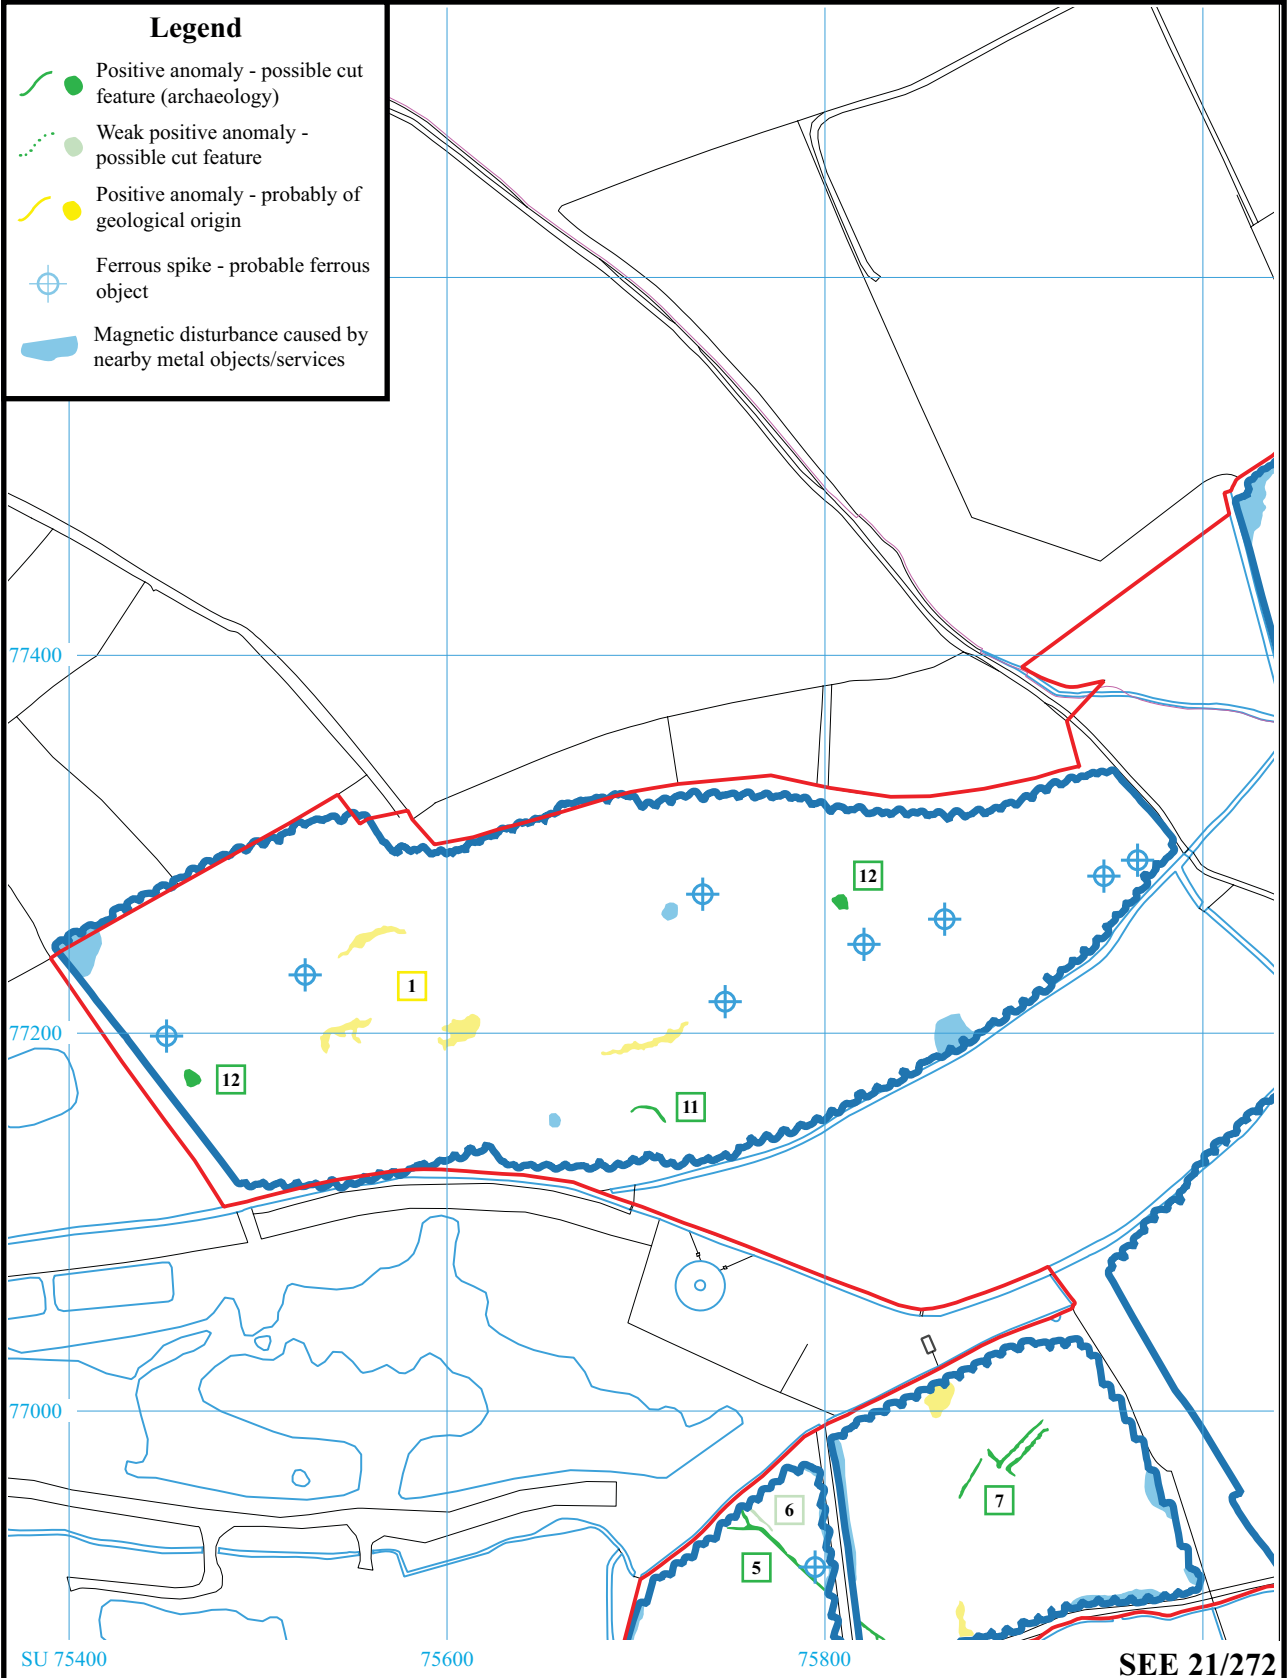 Legend
Positive anomaly - possible cut
feature (archaeology)
Weak positive anomaly -
possible cut feature
Positive anomaly - probably of
geological origin
Ferrous spike - probable ferrous
object
Magnetic disturbance caused by
nearby metal objects/services
77400
12
1
77200
12
11
77000
7
6
5
SU 75400
75600
75800
SEE 21/272